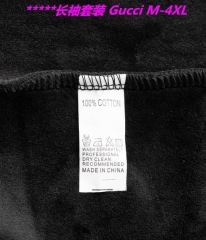 *****长袖套装 Gucci M-4XL
100% COTTON
WASH SEPARATELY
PROFESSIONAL
DRY CLEAN
RECOMMENDED
MADE IN CHINA